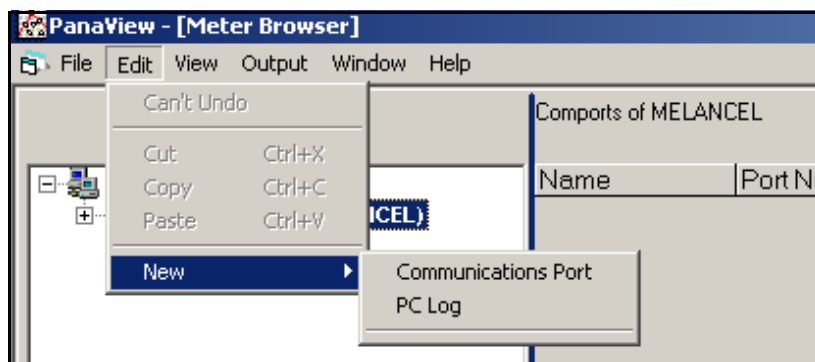 PanaView - [Meter Browser]
File Edit View Output Window Help
Can't Undo
Comports of MELANCEL
Cut Ctrl+X
Copy Ctrl+C
Name Port N
Paste Ctrl+V
NCEL)
New
Communications Port
PC Log